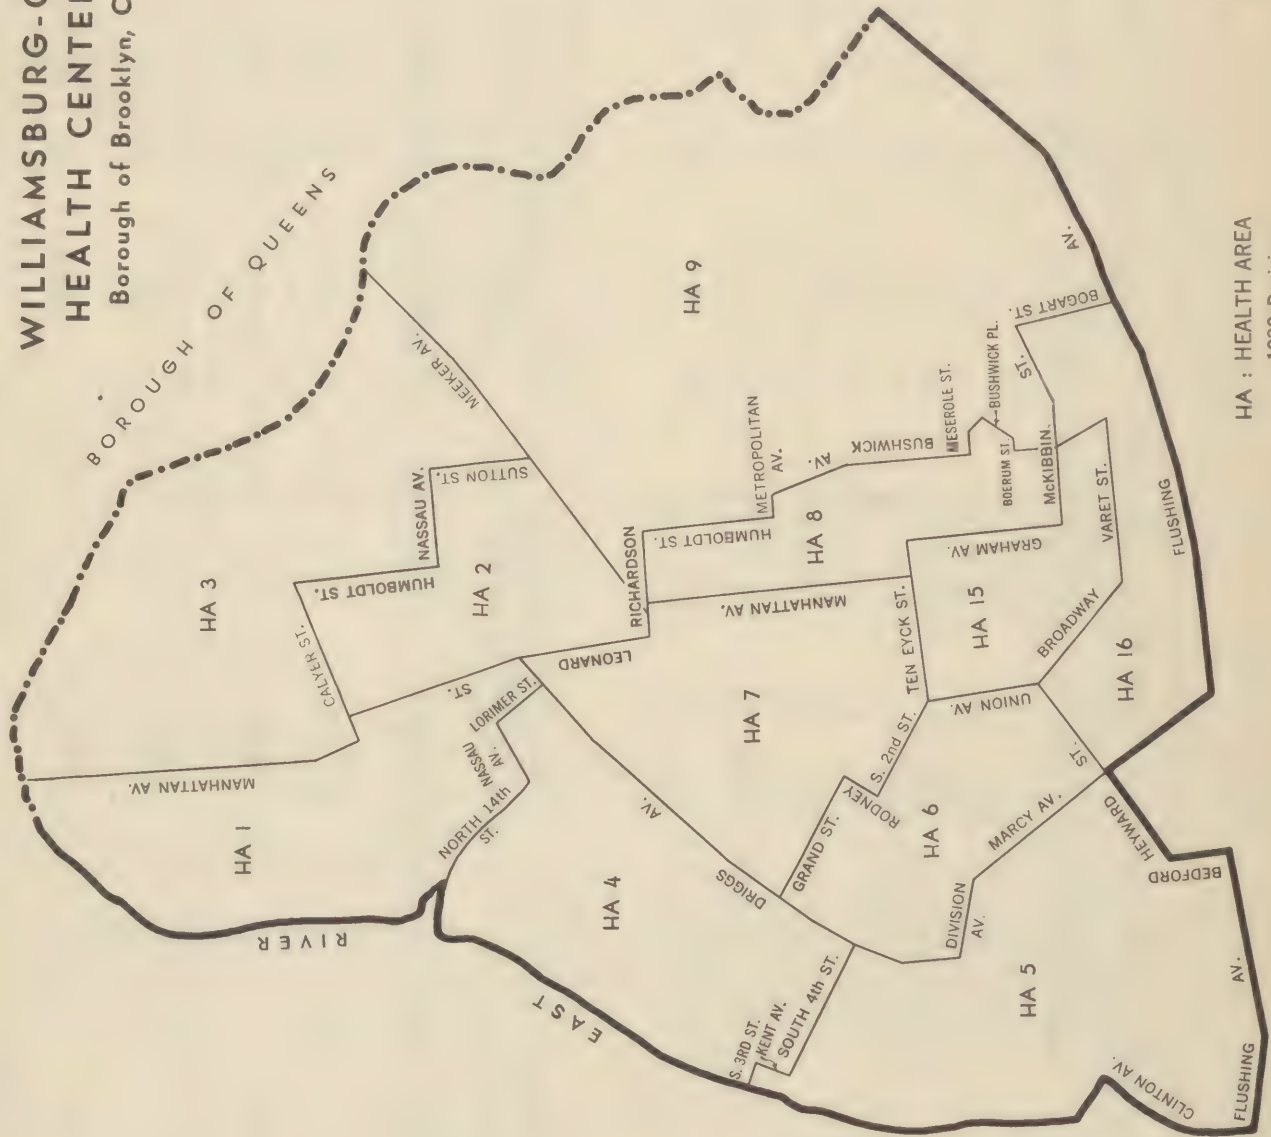 WILLIAMSBURG-
HEALTH CENTER
Borough of Brooklyn,
BOROUGH OF QUEENS
HA 3
CALYER ST.
HUMBOLDT ST.
NASSAU AV.
SUTTON ST.
MEEKER AV.
HA 2
MANHATTAN AV.
HA 1
EAST RIVER
NORTH 14th ST.
NASSAU AV.
LORIMER ST.
LEONARD ST.
RICHARDSON
HUMBOLDT ST.
METROPOLITAN AV.
HA 9
HA 4
DRIGGS AV.
HA 7
MANHATTAN AV.
HA 8
BUSHWICK AV.
MESEROLE ST.
BUSHWICK PL.
BOERUM ST.
McKIBBIN. ST.
BOGART ST.
GRAHAM AV.
TEN EYCK ST.
HA 15
VARET ST.
BROADWAY
UNION AV.
HA 16
GRAND ST.
RODNEY
S. 2nd ST.
HA 6
S. 3RD ST.
KENT AV.
SOUTH 4th ST.
DIVISION AV.
MARCY AV.
HEYWARD ST.
BEDFORD
HA 5
CLINTON AV.
FLUSHING AV.
FLUSHING AV.
HA : HEALTH AREA